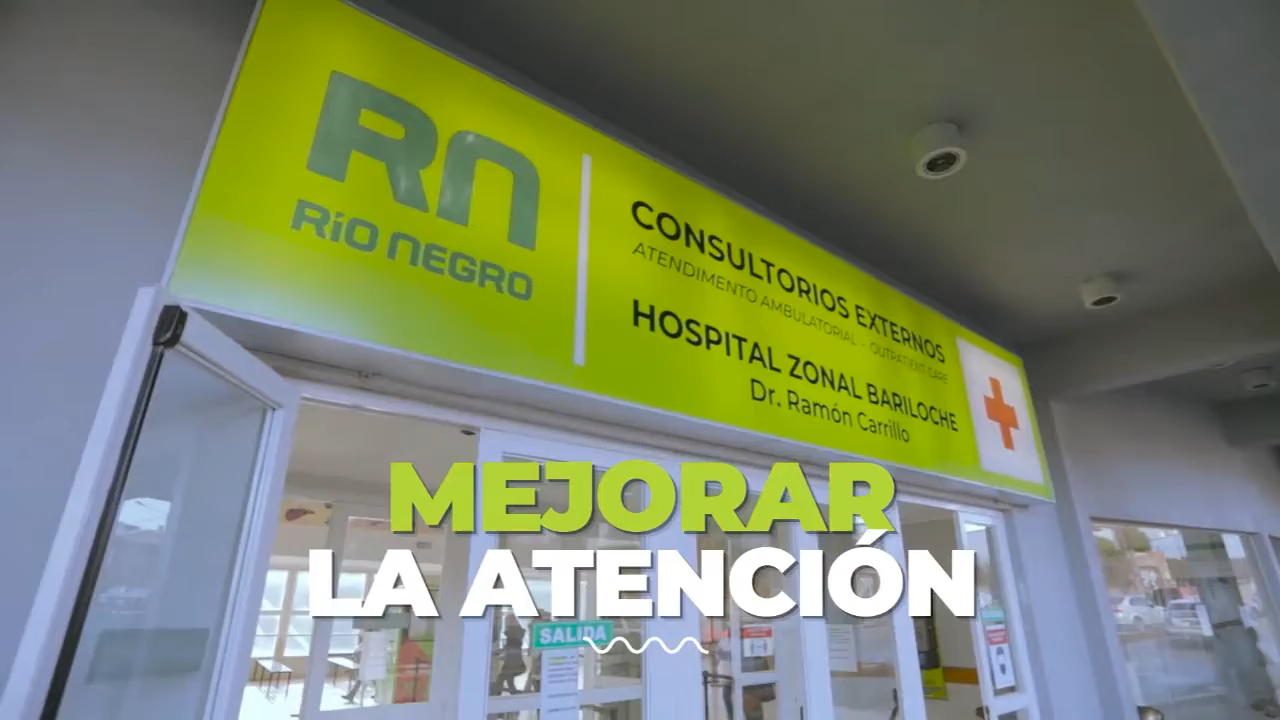 RN
RÍO NEGRO
CONSULTORIOS EXTERNOS
ATENDIMENTO AMBULATORIAL - OUTPATIENT CARE
HOSPITAL ZONAL BARILOCHE
Dr. Ramón Carrillo
MEJORAR
LA ATENCIÓN
SALIDA